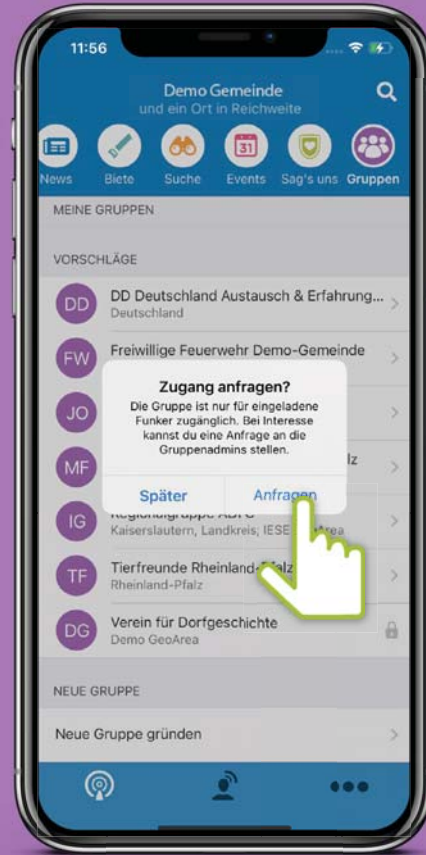 11:56
Demo Gemeinde
und ein Ort in Reichweite
News Biete Suche Events Sag's uns Gruppen
31
MEINE GRUPPEN
VORSCHLÄGE
DD DD Deutschland Austausch & Erfahrung...
Deutschland
FW Freiwillige Feuerwehr Demo-Gemeinde
Zugang anfragen?
Die Gruppe ist nur für eingeladene
Funker zugänglich. Bei Interesse
kannst du eine Anfrage an die
Gruppenadmins stellen.
Später Anfragen
JO
MF lz
IG Regionalgruppe
Kaiserslautern, Landkreis; IESE
TF Tierfreunde Rheinland-Pfalz
Rheinland-Pfalz
DG Verein für Dorfgeschichte
Demo GeoArea
NEUE GRUPPE
Neue Gruppe gründen